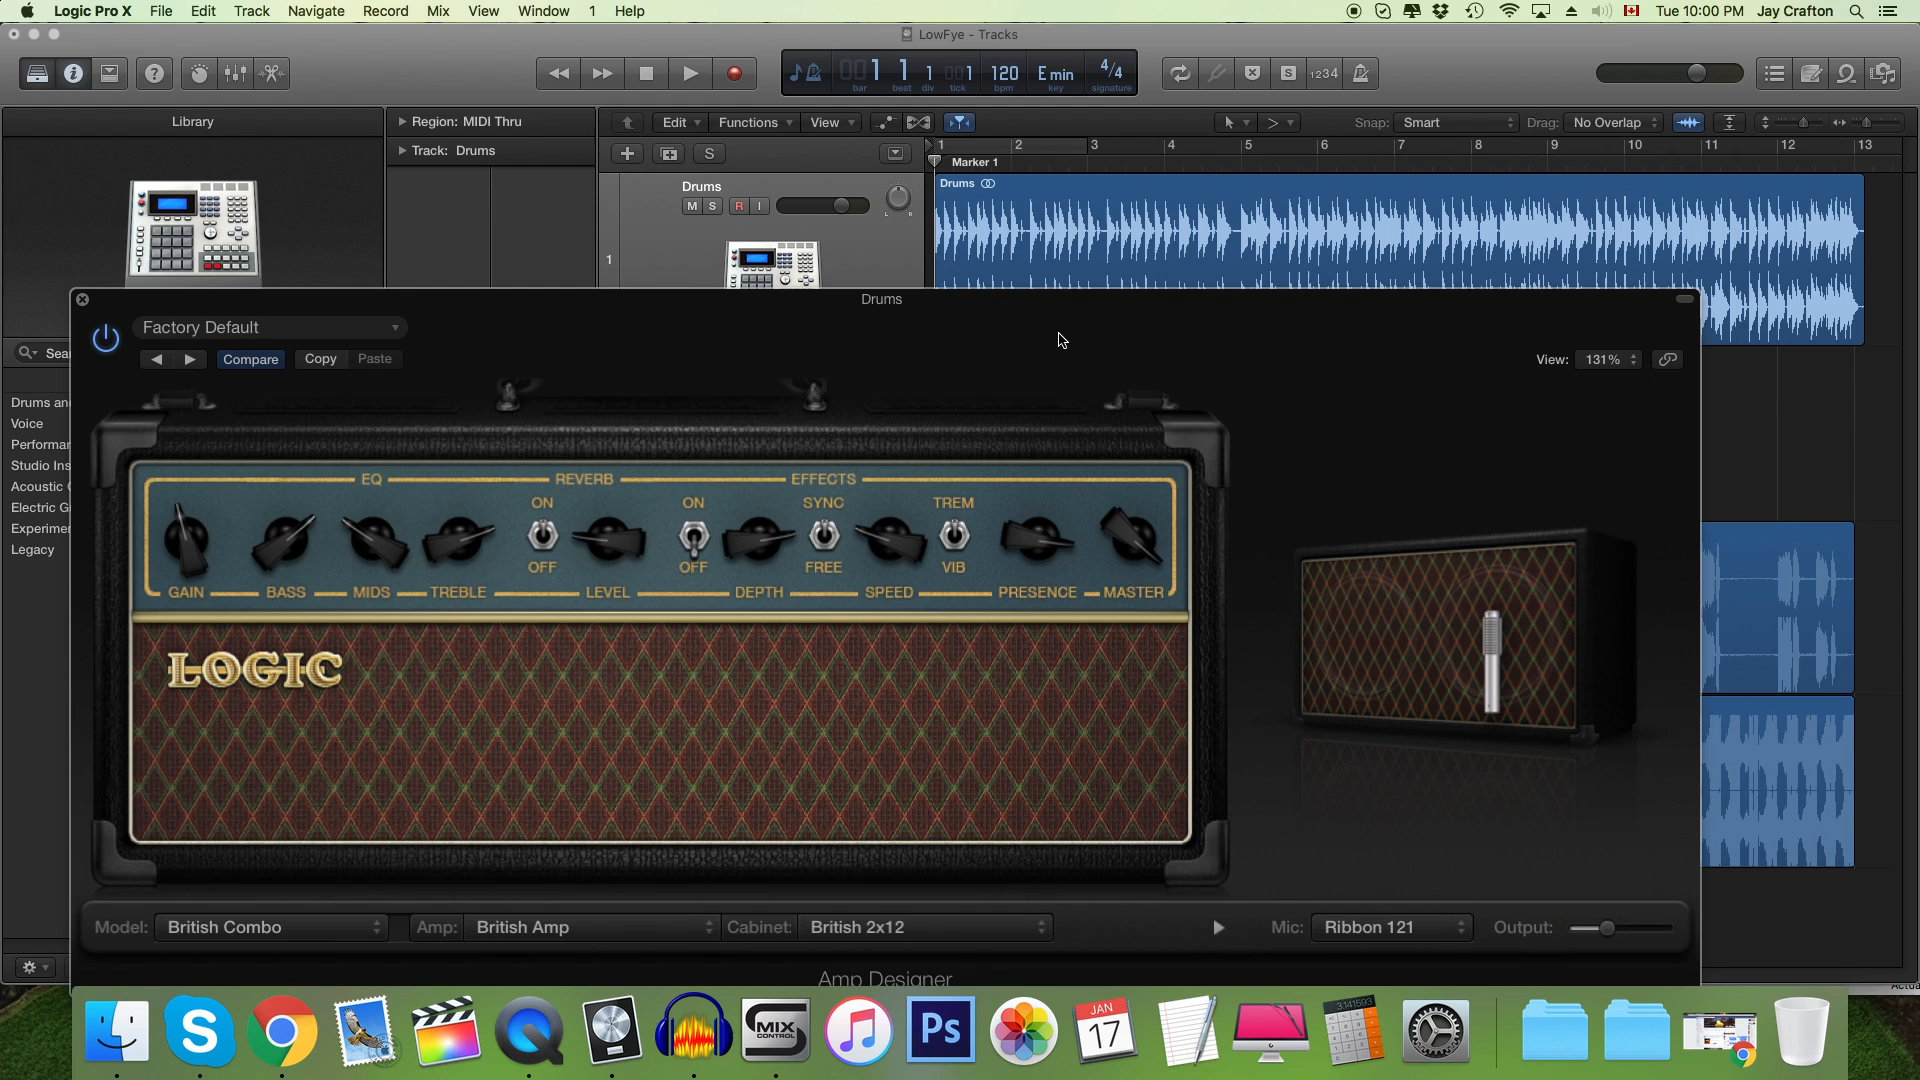 Logic Pro X File Edit Track Navigate Record Mix View Window 1 Help Tue 10:00 PM Jay Crafton
LowFye - Tracks
1 1 1 1 120 E min 4/4
bar beat div tick bpm key signature
S 1234
Library
Region: MIDI Thru
Edit Functions View Snap: Smart Drag: No Overlap
Track: Drums
S
1 2 3 4 5 6 7 8 9 10 11 12 13
Marker 1
Drums
M S R I
L R
Drums
1
Drums
Factory Default
Compare Copy Paste
View: 131%
Drums
Voice
Studio
Acoustic
Electric
Legacy
EQ REVERB EFFECTS
ON ON SYNC TREM
OFF OFF FREE VIB
GAIN BASS MIDS TREBLE LEVEL DEPTH SPEED PRESENCE MASTER
LOGIC
Model: British Combo Amp: British Amp Cabinet: British 2x12 Mic: Ribbon 121 Output:
Amp Designer
MIX
CONTROL
Ps
JAN
17
3.141593